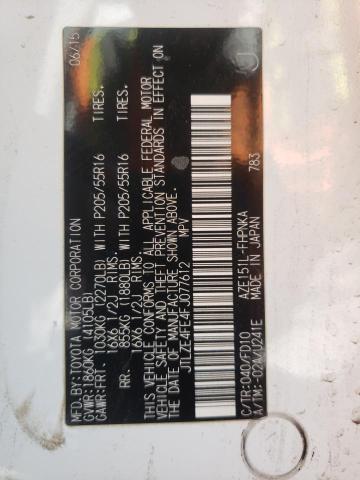 MFD.BY:TOYOTA MOTOR CORPORATION 06/15
GVWR:1860KG (4105LB)
GAWR:FRT. 1030KG (2270LB) WITH P205/55R16 TIRES.
16X6 1/2J RIMS.
RR. 855KG (1880LB) WITH P205/55R16 TIRES.
16X6 1/2J RIMS.
THIS VEHICLE CONFORMS TO ALL APPLICABLE FEDERAL MOTOR
VEHICLE SAFETY AND THEFT PREVENTION STANDARDS IN EFFECT ON
THE DATE OF MANUFACTURE SHOWN ABOVE.
JTLZE4FE4FJ077612 MPV
C/TR:040/FD10 AZE151L-FHPNKA
A/TM:-02A/U241E MADE IN JAPAN 783